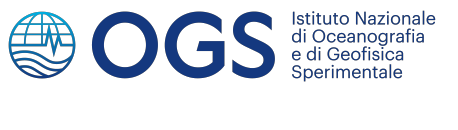 OGS
Istituto Nazionale
di Oceanografia
e di Geofisica
Sperimentale